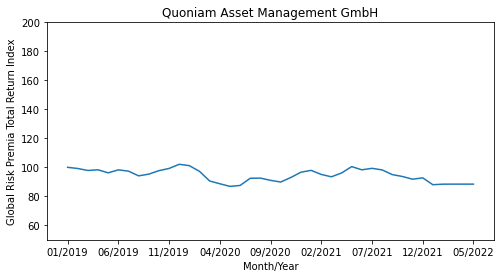 Quoniam Asset Management GmbH
Global Risk Premia Total Return Index
200
180
160
140
120
100
80
60
01/2019 06/2019 11/2019 04/2020 09/2020 02/2021 07/2021 12/2021 05/2022
Month/Year